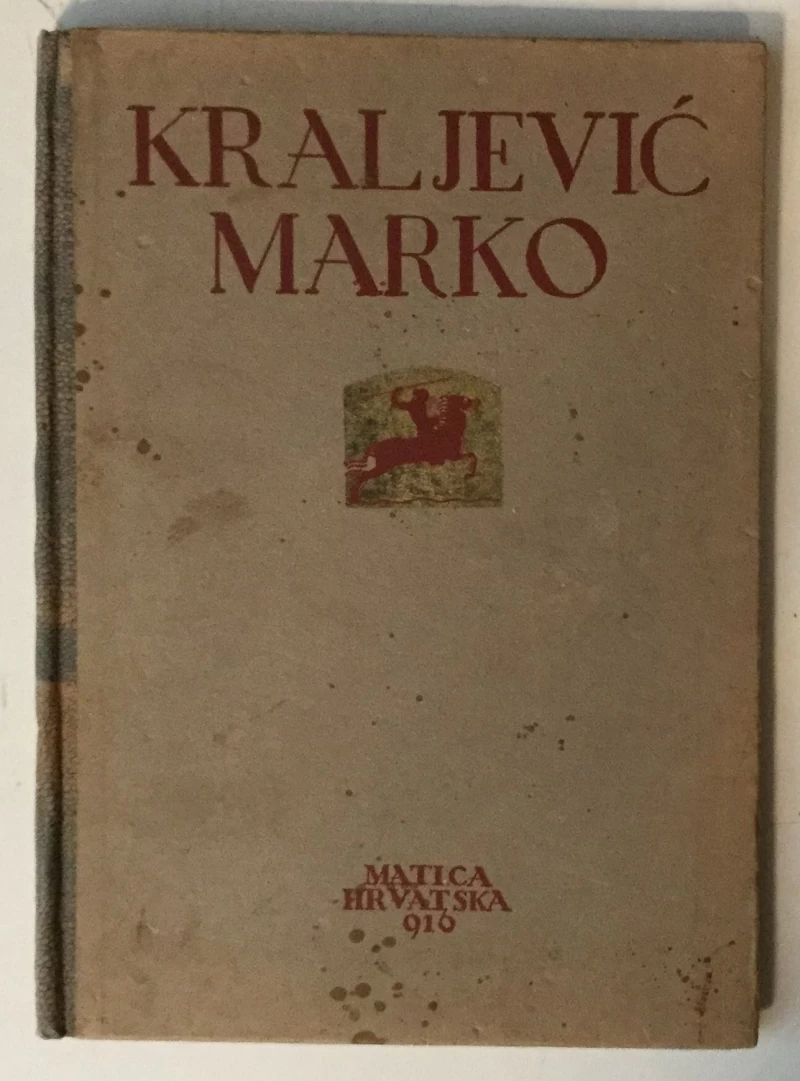 KRALJEVIĆ
MARKO
MATICA
HRVATSKA
916